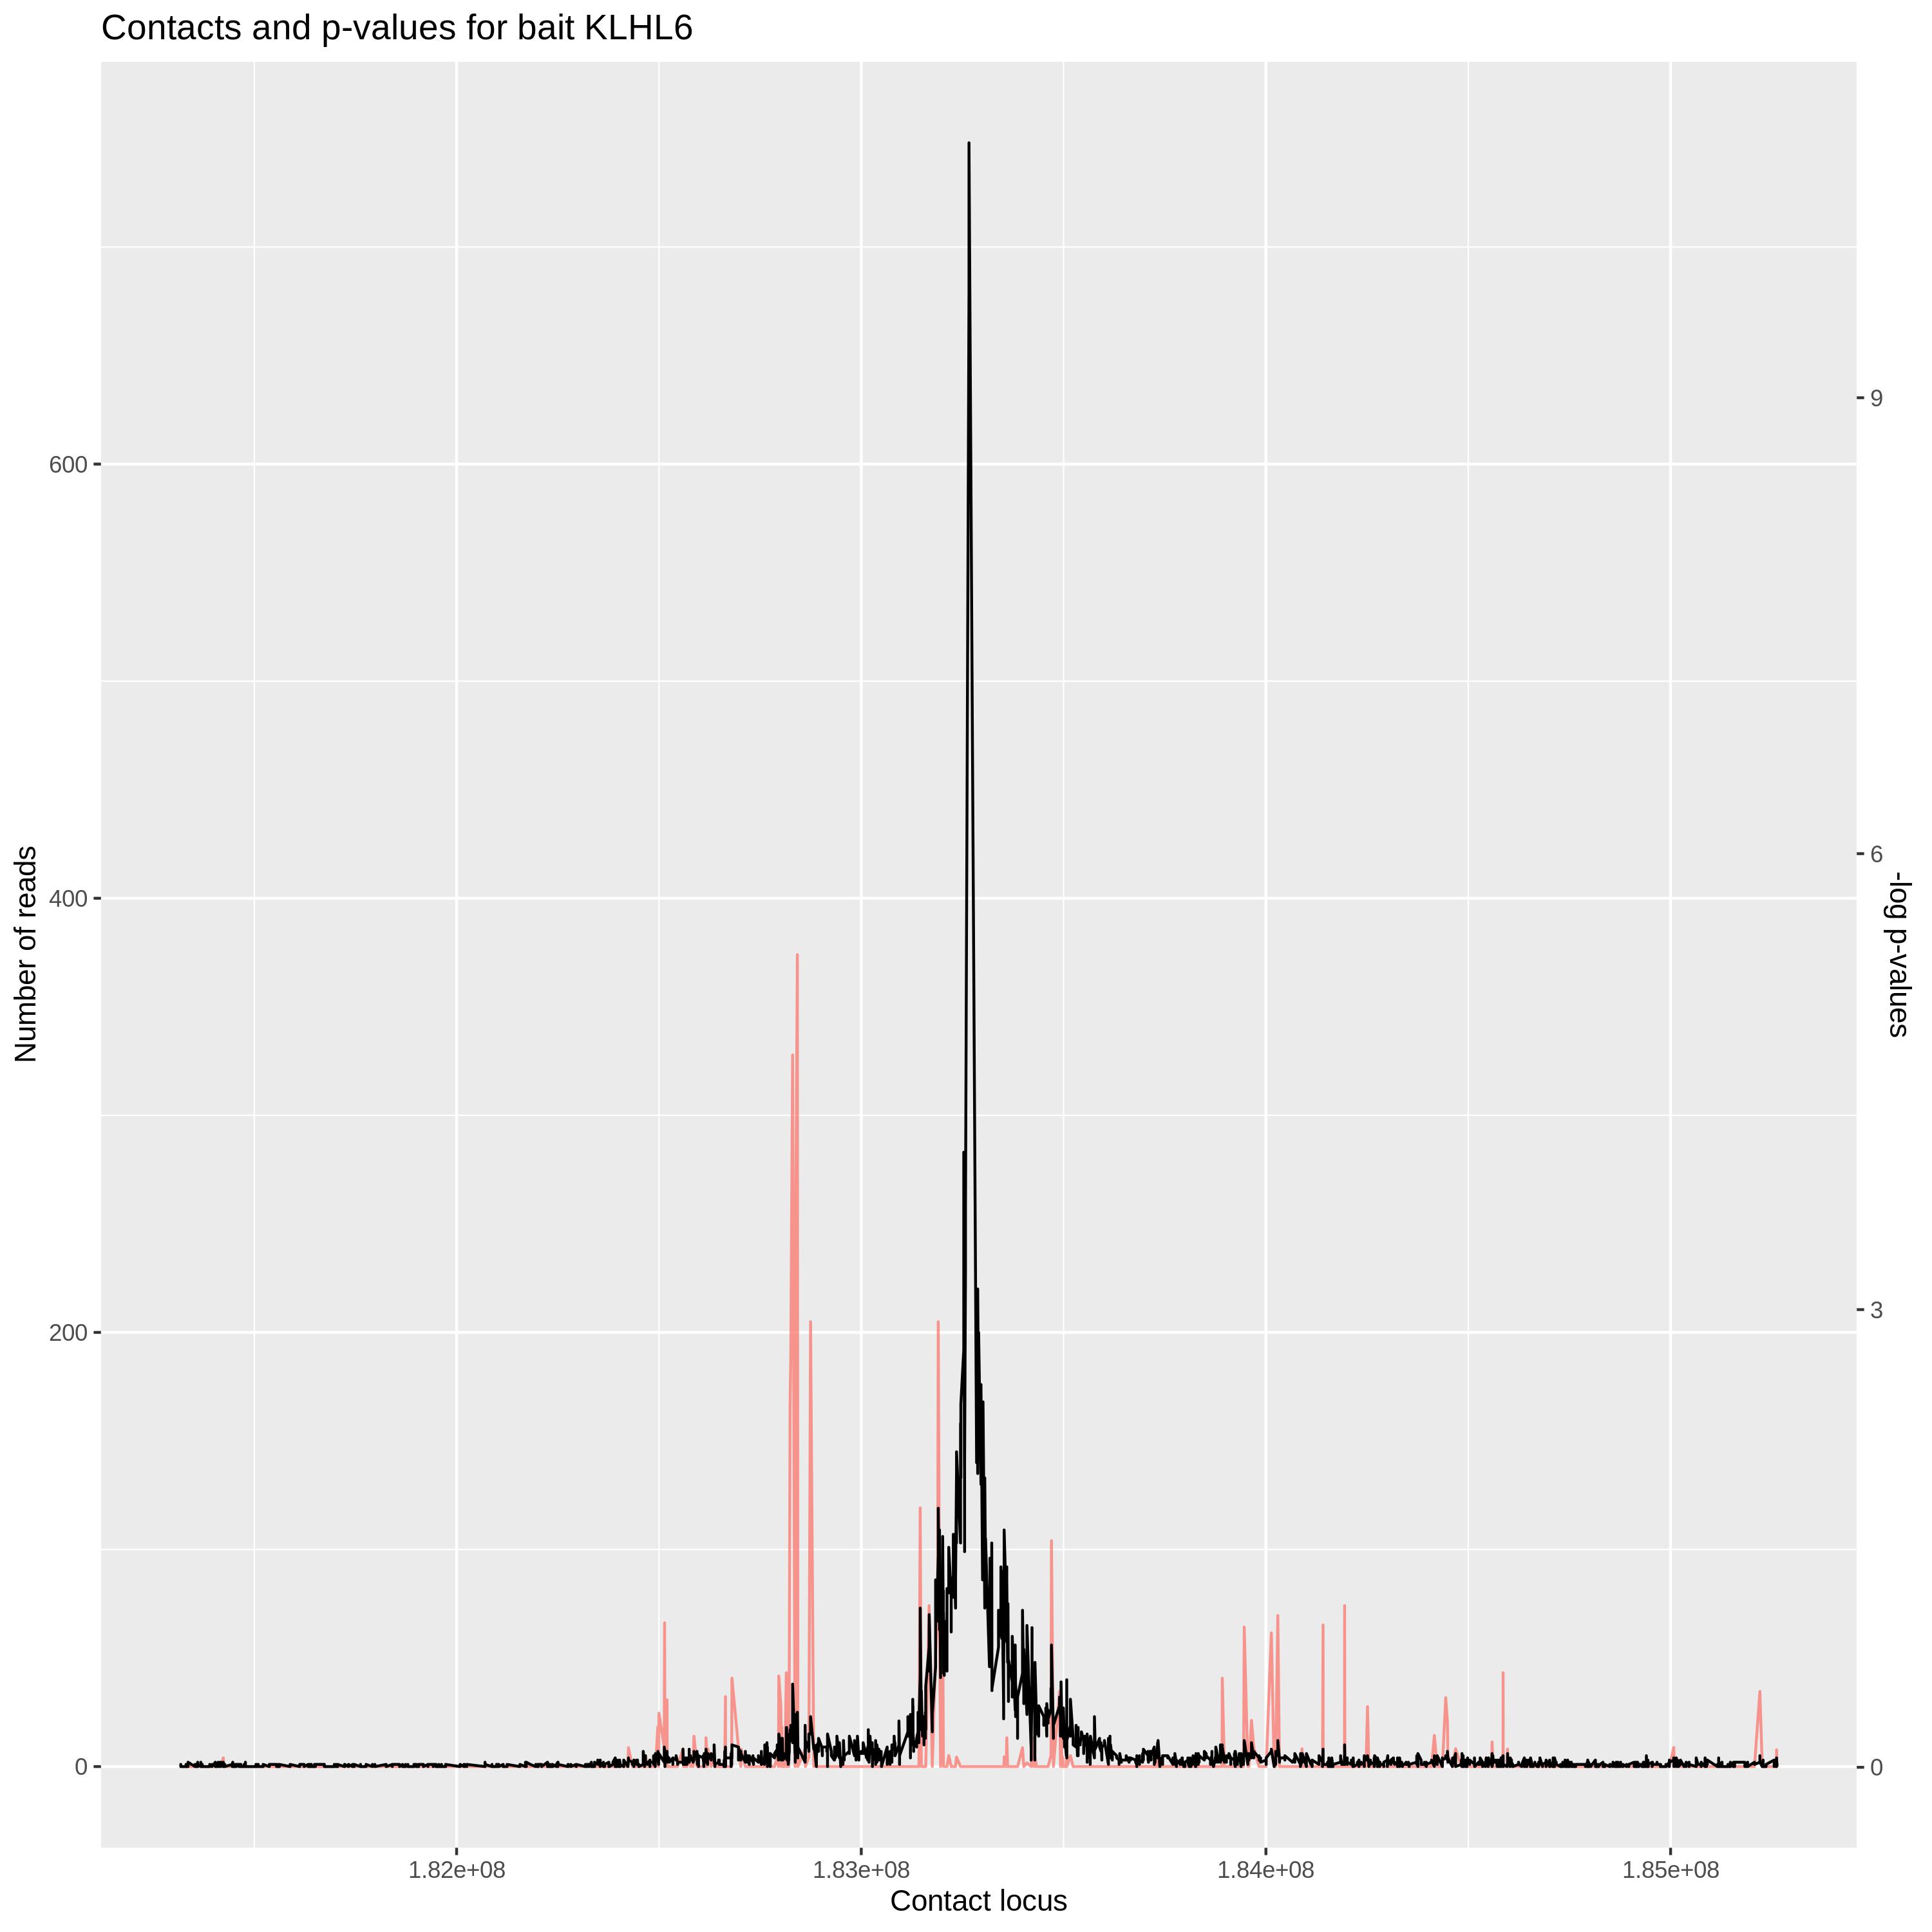 Contacts and p-values for bait KLHL6
600
400
200
0
Number of reads
9
6
3
0
-log p-values
1.82e+08
1.83e+08
1.84e+08
1.85e+08
Contact locus